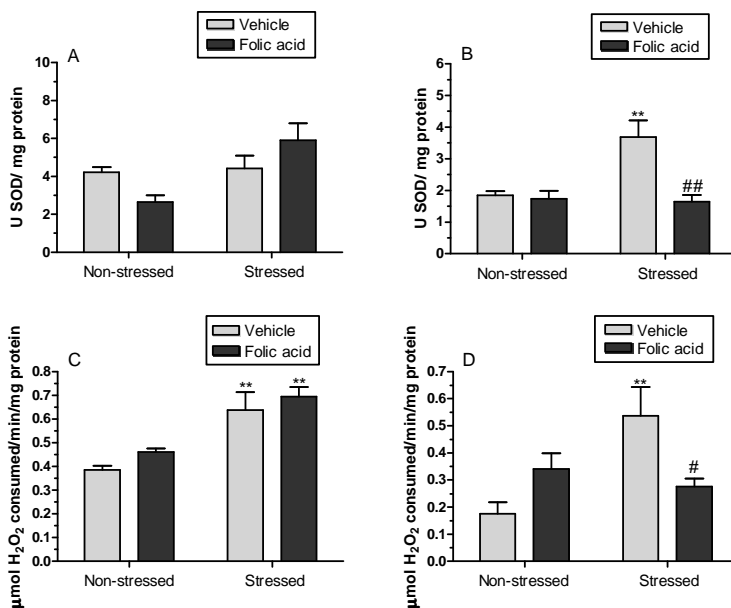 Vehicle
Folic acid
A
U SOD/ mg protein
10
8
6
4
2
0
Non-stressed
Stressed
Vehicle
Folic acid
B
U SOD/ mg protein
6
5
4
3
2
1
0
**
##
Non-stressed
Stressed
Vehicle
Folic acid
C
µmol H₂O₂ consumed/min/mg protein
0.8
0.7
0.6
0.5
0.4
0.3
0.2
0.1
0.0
**
**
Non-stressed
Stressed
Vehicle
Folic acid
D
µmol H₂O₂ consumed/min/mg protein
0.7
0.6
0.5
0.4
0.3
0.2
0.1
0.0
**
#
Non-stressed
Stressed